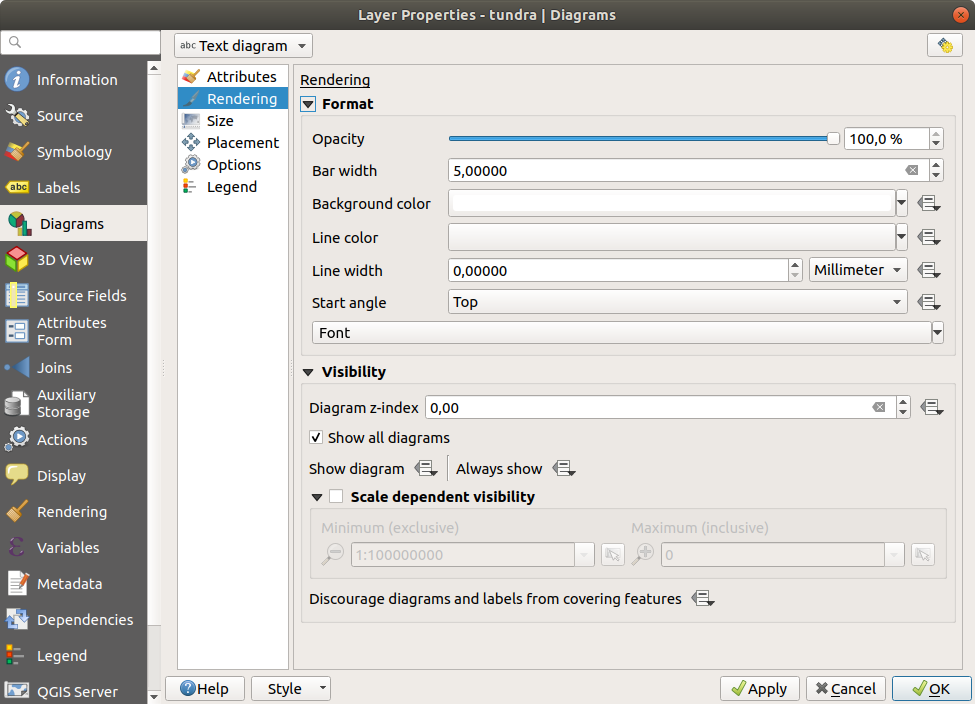 Layer Properties - tundra | Diagrams
abc Text diagram
Information
Source
Symbology
abc Labels
Diagrams
3D View
Source Fields
Attributes
Form
Joins
Auxiliary
Storage
Actions
Display
Rendering
Variables
Metadata
Dependencies
Legend
QGIS Server
Attributes
Rendering
Size
Placement
Options
Legend
Rendering
Format
Opacity 100,0 %
Bar width 5,00000
Background color
Line color
Line width 0,00000 Millimeter
Start angle Top
Font
Visibility
Diagram z-index 0,00
Show all diagrams
Show diagram Always show
Scale dependent visibility
Minimum (exclusive) Maximum (inclusive)
1:100000000 0
Discourage diagrams and labels from covering features
Help Style Apply Cancel OK